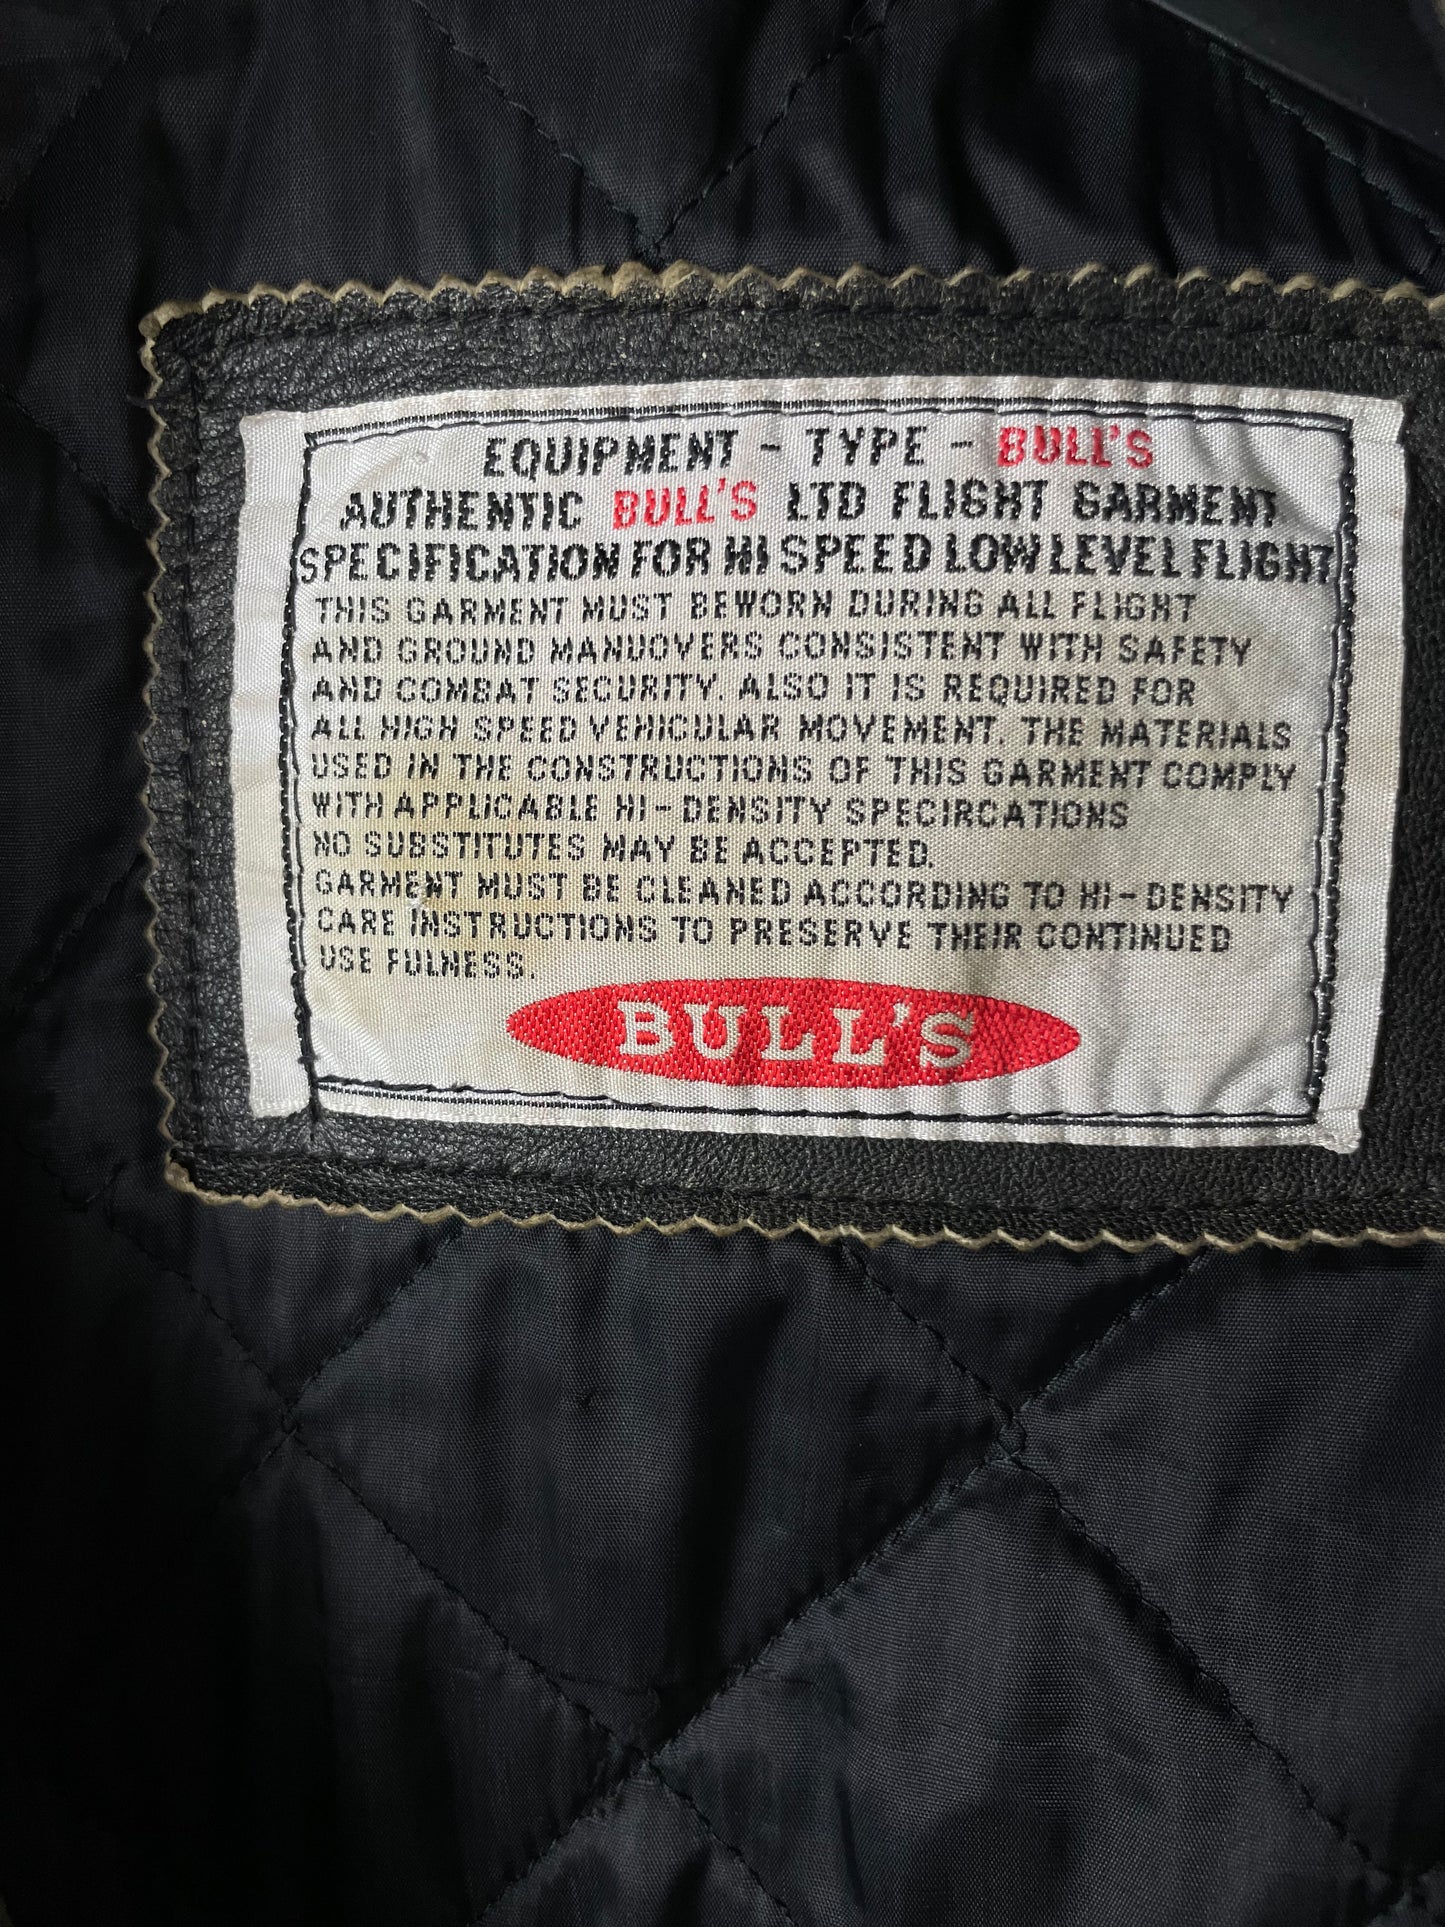 EQUIPMENT - TYPE - BULL'S
AUTHENTIC BULL'S LTD FLIGHT GARMENT
SPECIFICATION FOR HI SPEED LOW LEVEL FLIGHT
THIS GARMENT MUST BEWORN DURING ALL FLIGHT
AND GROUND MANUOVERS CONSISTENT WITH SAFETY
AND COMBAT SECURITY. ALSO IT IS REQUIRED FOR
ALL HIGH SPEED VEHICULAR MOVEMENT. THE MATERIALS
USED IN THE CONSTRUCTIONS OF THIS GARMENT COMPLY
WITH APPLICABLE HI-DENSITY SPECIRCATIONS
NO SUBSTITUTES MAY BE ACCEPTED.
GARMENT MUST BE CLEANED ACCORDING TO HI-DENSITY
CARE INSTRUCTIONS TO PRESERVE THEIR CONTINUED
USE FULNESS.
BULL'S